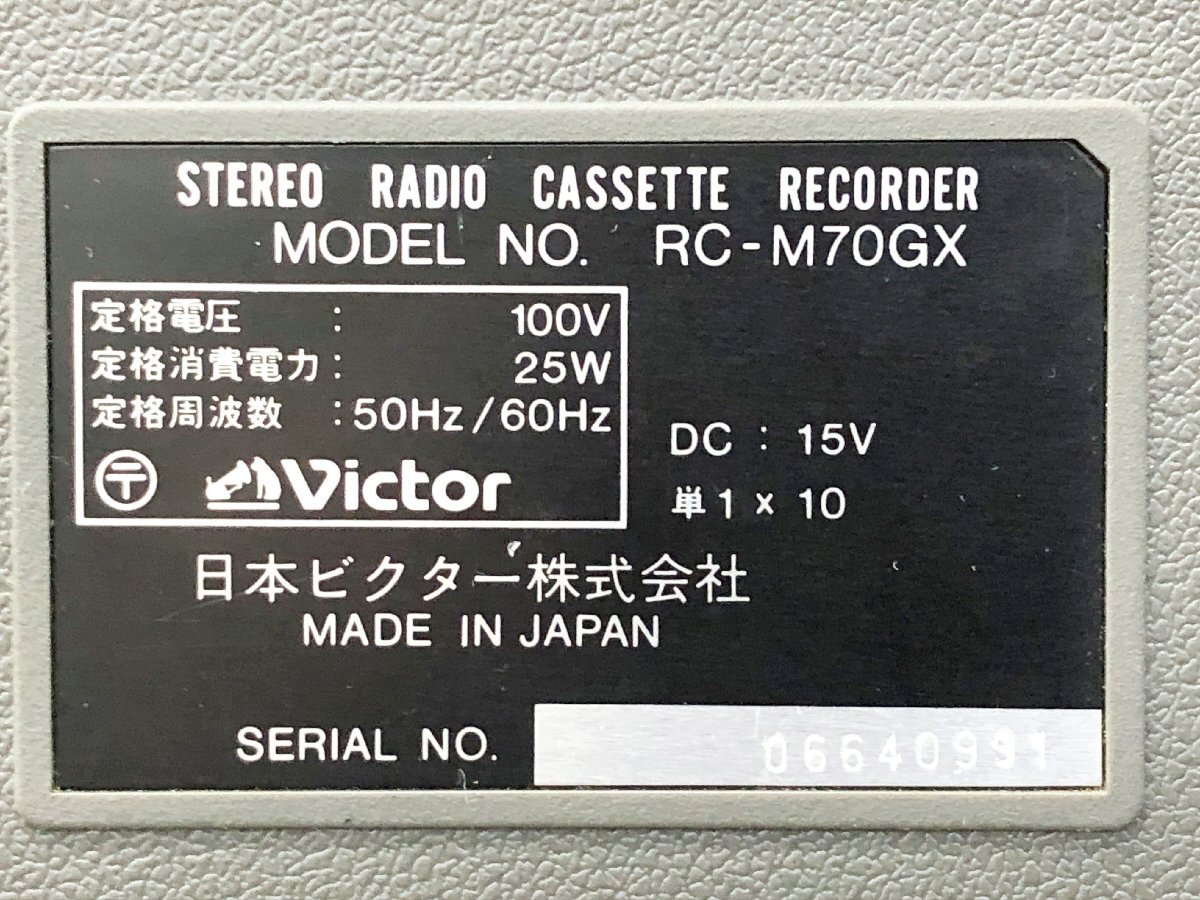 STEREO RADIO CASSETTE RECORDER
MODEL NO. RC-M70GX
定格電圧 : 100V
定格消費電力 : 25W
定格周波数 : 50Hz/60Hz
〒 Victor
DC : 15V
単1 x 10
日本ビクター株式会社
MADE IN JAPAN
SERIAL NO. 06640991